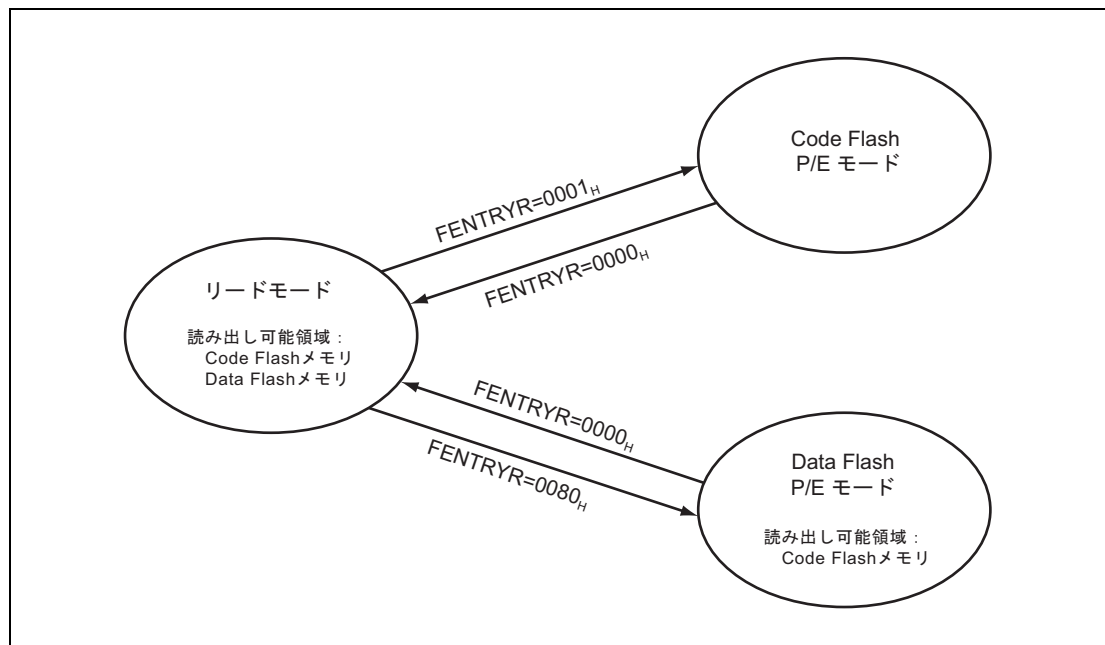 Code Flash
P/E モード
FENTRYR=0001H
FENTRYR=0000H
リードモード
読み出し可能領域：
Code Flashメモリ
Data Flashメモリ
FENTRYR=0000H
FENTRYR=0080H
Data Flash
P/E モード
読み出し可能領域：
Code Flashメモリ